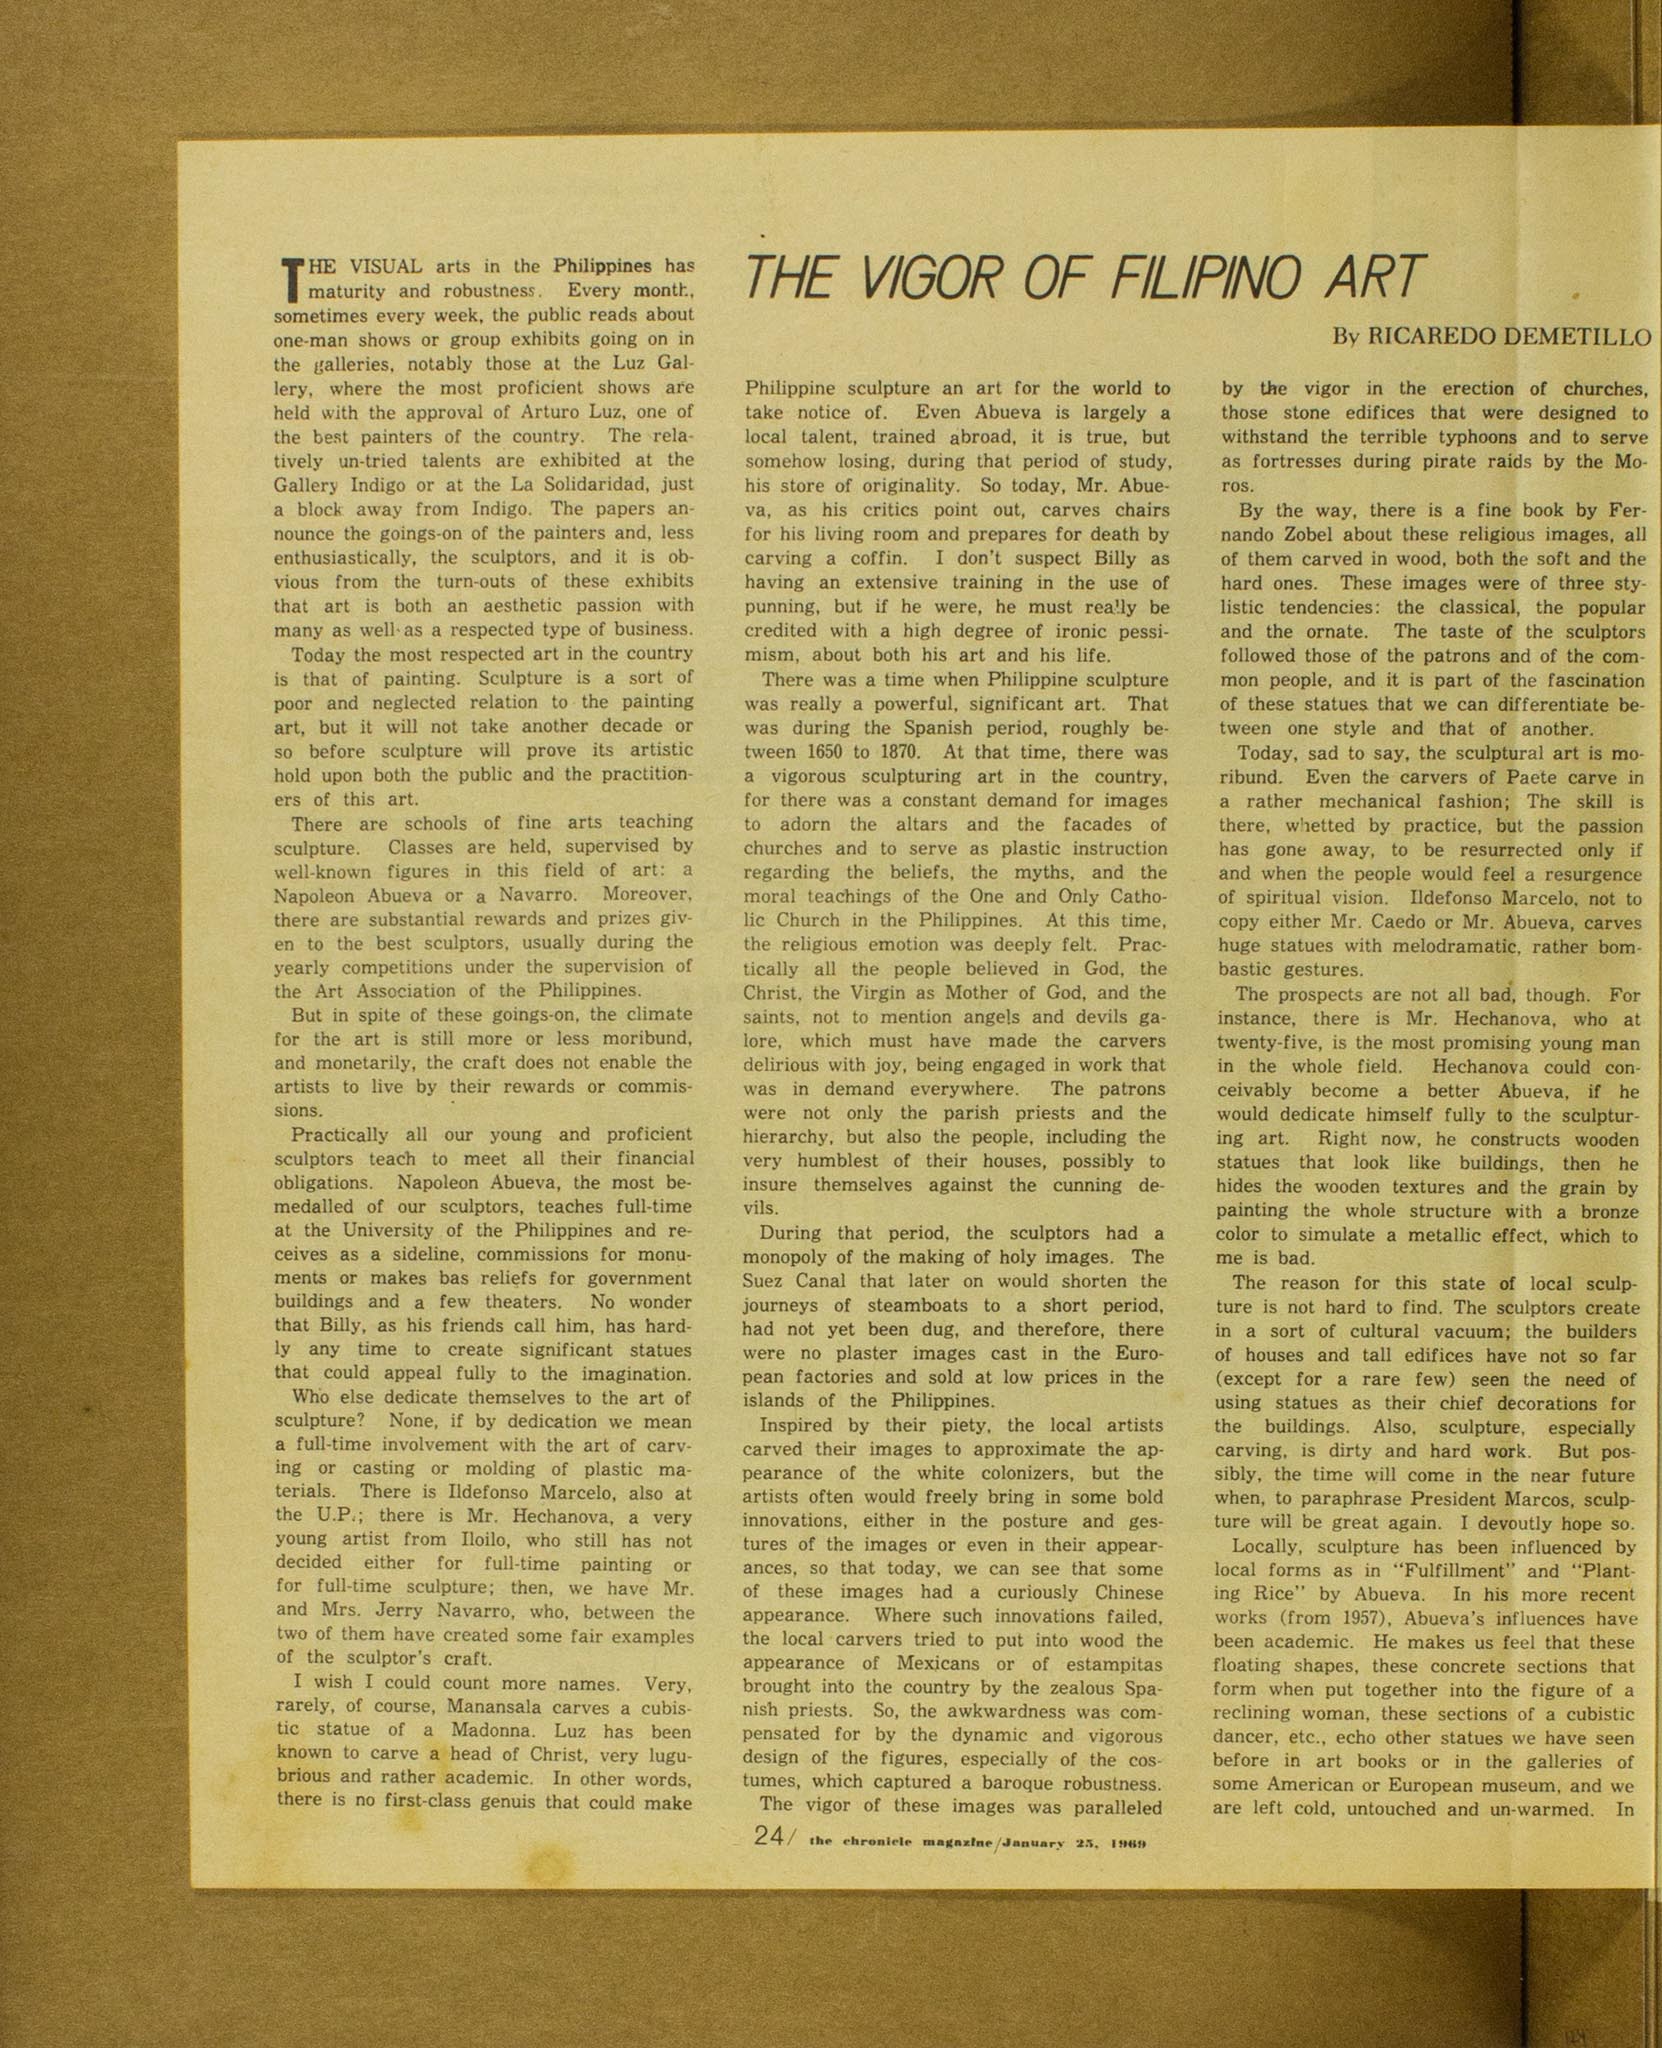 THE VIGOR OF FILIPINO ART
By RICAREDO DEMETILLO
THE VISUAL arts in the Philippines has
maturity and robustness. Every month,
sometimes every week, the public reads about
one-man shows or group exhibits going on in
the galleries, notably those at the Luz Gal-
lery, where the most proficient shows are
held with the approval of Arturo Luz, one of
the best painters of the country. The rela-
tively un-tried talents are exhibited at the
Gallery Indigo or at the La Solidaridad, just
a block away from Indigo. The papers an-
nounce the goings-on of the painters and, less
enthusiastically, the sculptors, and it is ob-
vious from the turn-outs of these exhibits
that art is both an aesthetic passion with
many as well as a respected type of business.
Today the most respected art in the country
is that of painting. Sculpture is a sort of
poor and neglected relation to the painting
art, but it will not take another decade or
so before sculpture will prove its artistic
hold upon both the public and the practition-
ers of this art.
There are schools of fine arts teaching
sculpture. Classes are held, supervised by
well-known figures in this field of art: a
Napoleon Abueva or a Navarro. Moreover,
there are substantial rewards and prizes giv-
en to the best sculptors, usually during the
yearly competitions under the supervision of
the Art Association of the Philippines.
But in spite of these goings-on, the climate
for the art is still more or less moribund,
and monetarily, the craft does not enable the
artists to live by their rewards or commis-
sions.
Practically all our young and proficient
sculptors teach to meet all their financial
obligations. Napoleon Abueva, the most be-
medalled of our sculptors, teaches full-time
at the University of the Philippines and re-
ceives as a sideline, commissions for monu-
ments or makes bas reliefs for government
buildings and a few theaters. No wonder
that Billy, as his friends call him, has hard-
ly any time to create significant statues
that could appeal fully to the imagination.
Who else dedicate themselves to the art of
sculpture? None, if by dedication we mean
a full-time involvement with the art of carv-
ing or casting or molding of plastic ma-
terials. There is Ildefonso Marcelo, also at
the U.P.; there is Mr. Hechanova, a very
young artist from Iloilo, who still has not
decided either for full-time painting or
for full-time sculpture; then, we have Mr.
and Mrs. Jerry Navarro, who, between the
two of them have created some fair examples
of the sculptor's craft.
I wish I could count more names. Very,
rarely, of course, Manansala carves a cubis-
tic statue of a Madonna. Luz has been
known to carve a head of Christ, very lugu-
brious and rather academic. In other words,
there is no first-class genuis that could make
Philippine sculpture an art for the world to
take notice of. Even Abueva is largely a
local talent, trained abroad, it is true, but
somehow losing, during that period of study,
his store of originality. So today, Mr. Abue-
va, as his critics point out, carves chairs
for his living room and prepares for death by
carving a coffin. I don't suspect Billy as
having an extensive training in the use of
punning, but if he were, he must really be
credited with a high degree of ironic pessi-
mism, about both his art and his life.
There was a time when Philippine sculpture
was really a powerful, significant art. That
was during the Spanish period, roughly be-
tween 1650 to 1870. At that time, there was
a vigorous sculpturing art in the country,
for there was a constant demand for images
to adorn the altars and the facades of
churches and to serve as plastic instruction
regarding the beliefs, the myths, and the
moral teachings of the One and Only Catho-
lic Church in the Philippines. At this time,
the religious emotion was deeply felt. Prac-
tically all the people believed in God, the
Christ, the Virgin as Mother of God, and the
saints, not to mention angels and devils ga-
lore, which must have made the carvers
delirious with joy, being engaged in work that
was in demand everywhere. The patrons
were not only the parish priests and the
hierarchy, but also the people, including the
very humblest of their houses, possibly to
insure themselves against the cunning de-
vils.
During that period, the sculptors had a
monopoly of the making of holy images. The
Suez Canal that later on would shorten the
journeys of steamboats to a short period,
had not yet been dug, and therefore, there
were no plaster images cast in the Euro-
pean factories and sold at low prices in the
islands of the Philippines.
Inspired by their piety, the local artists
carved their images to approximate the ap-
pearance of the white colonizers, but the
artists often would freely bring in some bold
innovations, either in the posture and ges-
tures of the images or even in their appear-
ances, so that today, we can see that some
of these images had a curiously Chinese
appearance. Where such innovations failed,
the local carvers tried to put into wood the
appearance of Mexicans or of estampitas
brought into the country by the zealous Spa-
nish priests. So, the awkwardness was com-
pensated for by the dynamic and vigorous
design of the figures, especially of the cos-
tumes, which captured a baroque robustness.
The vigor of these images was paralleled
by the vigor in the erection of churches,
those stone edifices that were designed to
withstand the terrible typhoons and to serve
as fortresses during pirate raids by the Mo-
ros.
By the way, there is a fine book by Fer-
nando Zobel about these religious images, all
of them carved in wood, both the soft and the
hard ones. These images were of three sty-
listic tendencies: the classical, the popular
and the ornate. The taste of the sculptors
followed those of the patrons and of the com-
mon people, and it is part of the fascination
of these statues that we can differentiate be-
tween one style and that of another.
Today, sad to say, the sculptural art is mo-
ribund. Even the carvers of Paete carve in
a rather mechanical fashion; The skill is
there, whetted by practice, but the passion
has gone away, to be resurrected only if
and when the people would feel a resurgence
of spiritual vision. Ildefonso Marcelo, not to
copy either Mr. Caedo or Mr. Abueva, carves
huge statues with melodramatic, rather bom-
bastic gestures.
The prospects are not all bad, though. For
instance, there is Mr. Hechanova, who at
twenty-five, is the most promising young man
in the whole field. Hechanova could con-
ceivably become a better Abueva, if he
would dedicate himself fully to the sculptur-
ing art. Right now, he constructs wooden
statues that look like buildings, then he
hides the wooden textures and the grain by
painting the whole structure with a bronze
color to simulate a metallic effect, which to
me is bad.
The reason for this state of local sculp-
ture is not hard to find. The sculptors create
in a sort of cultural vacuum; the builders
of houses and tall edifices have not so far
(except for a rare few) seen the need of
using statues as their chief decorations for
the buildings. Also, sculpture, especially
carving, is dirty and hard work. But pos-
sibly, the time will come in the near future
when, to paraphrase President Marcos, sculp-
ture will be great again. I devoutly hope so.
Locally, sculpture has been influenced by
local forms as in "Fulfillment" and "Plant-
ing Rice" by Abueva. In his more recent
works (from 1957), Abueva's influences have
been academic. He makes us feel that these
floating shapes, these concrete sections that
form when put together into the figure of a
reclining woman, these sections of a cubistic
dancer, etc., echo other statues we have seen
before in art books or in the galleries of
some American or European museum, and we
are left cold, untouched and un-warmed. In
24/ the chronicle magazine/January 25, 1969